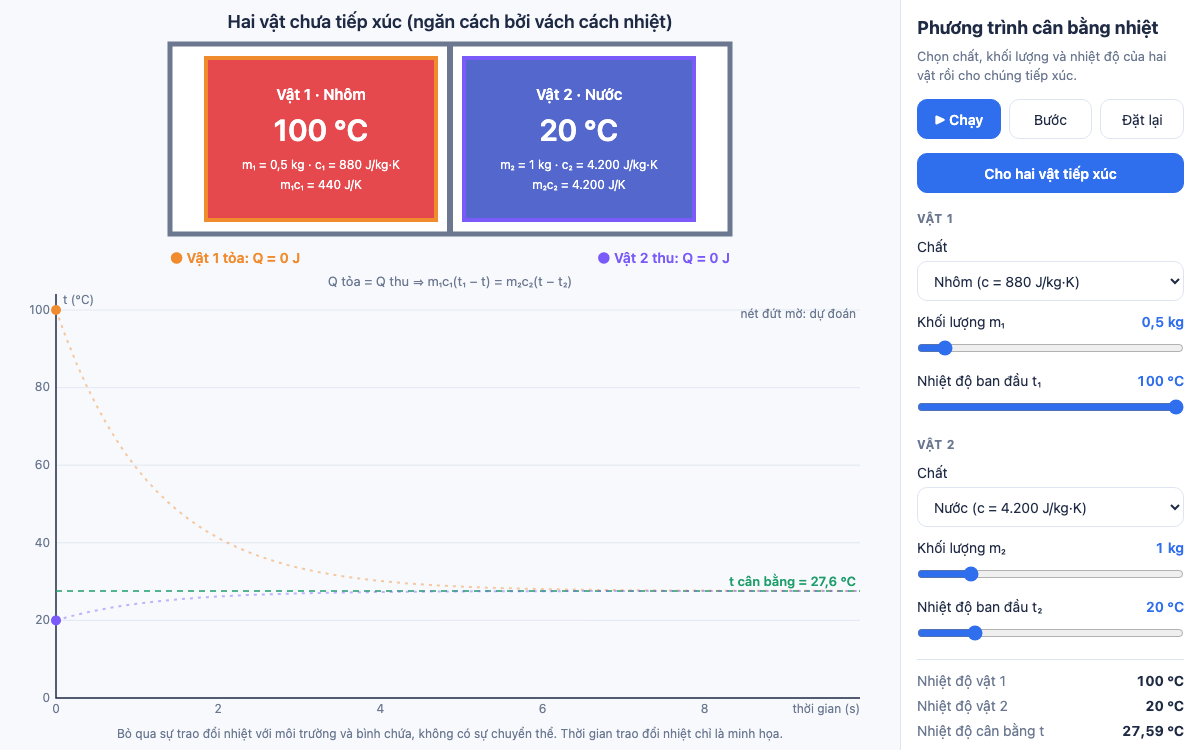 Hai vật chưa tiếp xúc (ngăn cách bởi vách cách nhiệt)
Vật 1 · Nhôm
100 °C
m₁ = 0,5 kg · c₁ = 880 J/kg·K
m₁c₁ = 440 J/K
Vật 2 · Nước
20 °C
m₂ = 1 kg · c₂ = 4.200 J/kg·K
m₂c₂ = 4.200 J/K
Vật 1 tỏa: Q = 0 J
Vật 2 thu: Q = 0 J
Q tỏa = Q thu ⇒ m₁c₁(t₁ − t) = m₂c₂(t − t₂)
t (°C)
nét đứt mờ: dự đoán
100
80
60
40
20
0
t cân bằng = 27,6 °C
0
2
4
6
8
thời gian (s)
Bỏ qua sự trao đổi nhiệt với môi trường và bình chứa, không có sự chuyển thể. Thời gian trao đổi nhiệt chỉ là minh họa.
Phương trình cân bằng nhiệt
Chọn chất, khối lượng và nhiệt độ của hai
vật rồi cho chúng tiếp xúc.
▶ Chạy
Bước
Đặt lại
Cho hai vật tiếp xúc
VẬT 1
Chất
Nhôm (c = 880 J/kg·K)
Khối lượng m₁ 0,5 kg
Nhiệt độ ban đầu t₁ 100 °C
VẬT 2
Chất
Nước (c = 4.200 J/kg·K)
Khối lượng m₂ 1 kg
Nhiệt độ ban đầu t₂ 20 °C
Nhiệt độ vật 1 100 °C
Nhiệt độ vật 2 20 °C
Nhiệt độ cân bằng t 27,59 °C